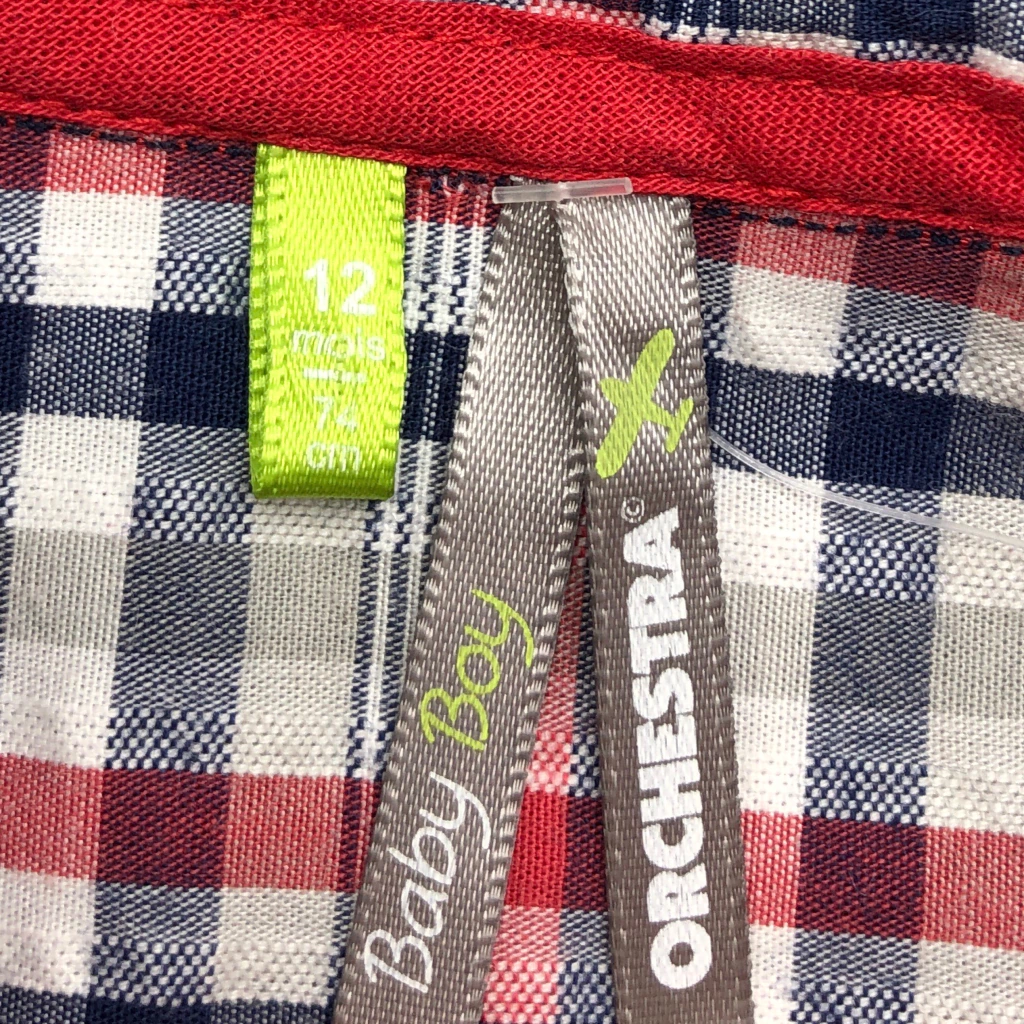 12
mois
74
cm
Baby Boy
ORCHESTRA©